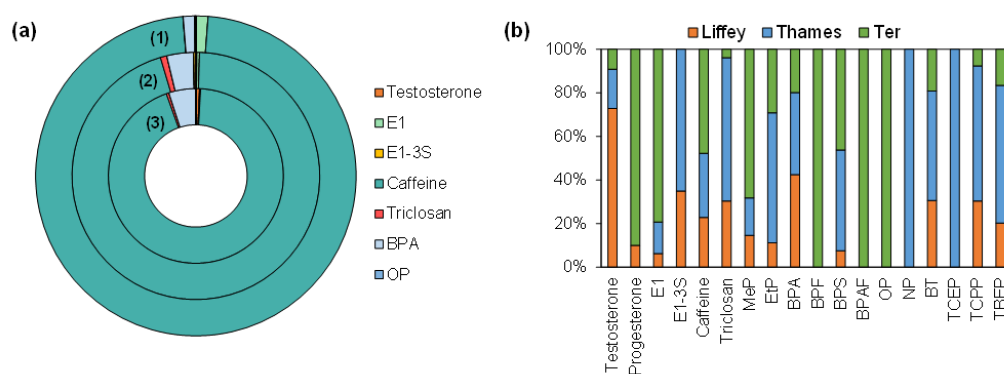 (a)
(1)
(2)
(3)
Testosterone
E1
E1-3S
Caffeine
Triclosan
BPA
OP
(b)
Liffey Thames Ter
100%
80%
60%
40%
20%
0%
Testosterone
Progesterone
E1
E1-3S
Caffeine
Triclosan
MeP
EtP
BPA
BPF
BPS
BPAF
OP
NP
BT
TCEP
TCPP
TBEP